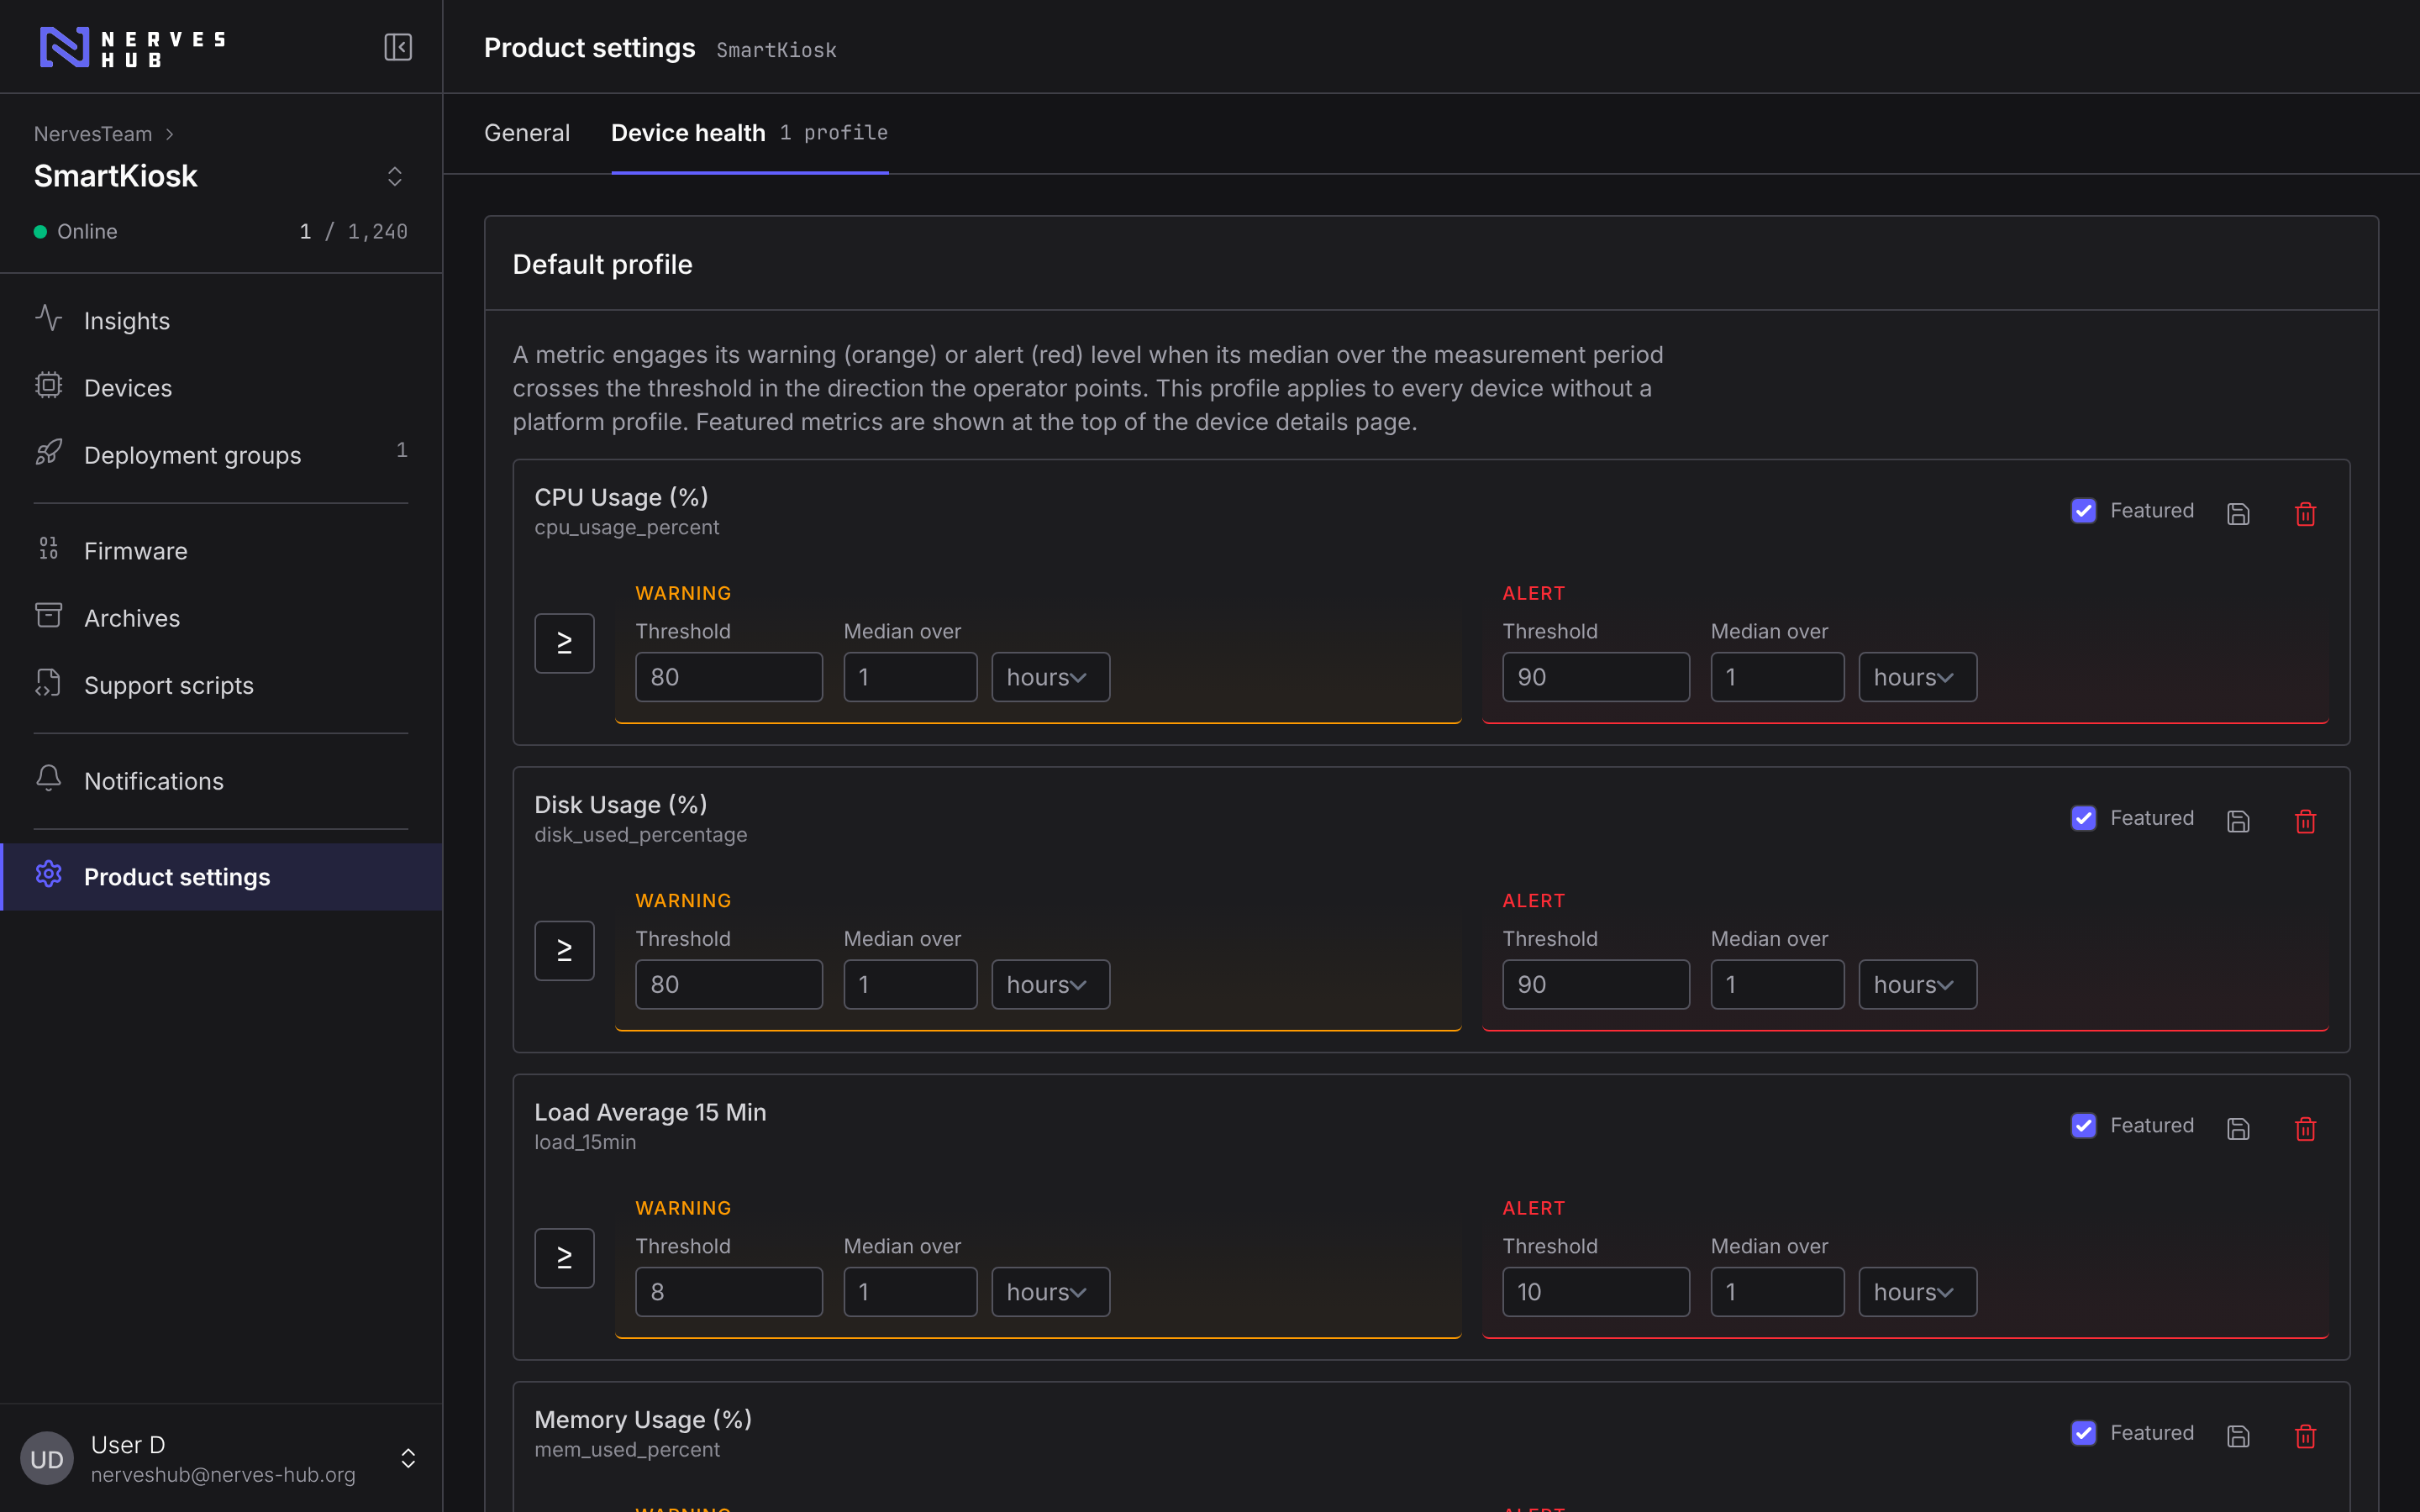 NERVES
HUB
NervesTeam
SmartKiosk
Online
1 / 1,240
Insights
Devices
Deployment groups
1
Firmware
Archives
Support scripts
Notifications
Product settings
UD
User D
nerveshub@nerves-hub.org
Product settings SmartKiosk
General
Device health 1 profile
Default profile
A metric engages its warning (orange) or alert (red) level when its median over the measurement period
crosses the threshold in the direction the operator points. This profile applies to every device without a
platform profile. Featured metrics are shown at the top of the device details page.
CPU Usage (%)
cpu_usage_percent
Featured
≥
WARNING
Threshold
Median over
80
1
hours
ALERT
Threshold
Median over
90
1
hours
Disk Usage (%)
disk_used_percentage
Featured
≥
WARNING
Threshold
Median over
80
1
hours
ALERT
Threshold
Median over
90
1
hours
Load Average 15 Min
load_15min
Featured
≥
WARNING
Threshold
Median over
8
1
hours
ALERT
Threshold
Median over
10
1
hours
Memory Usage (%)
mem_used_percent
Featured
WARNING
ALERT